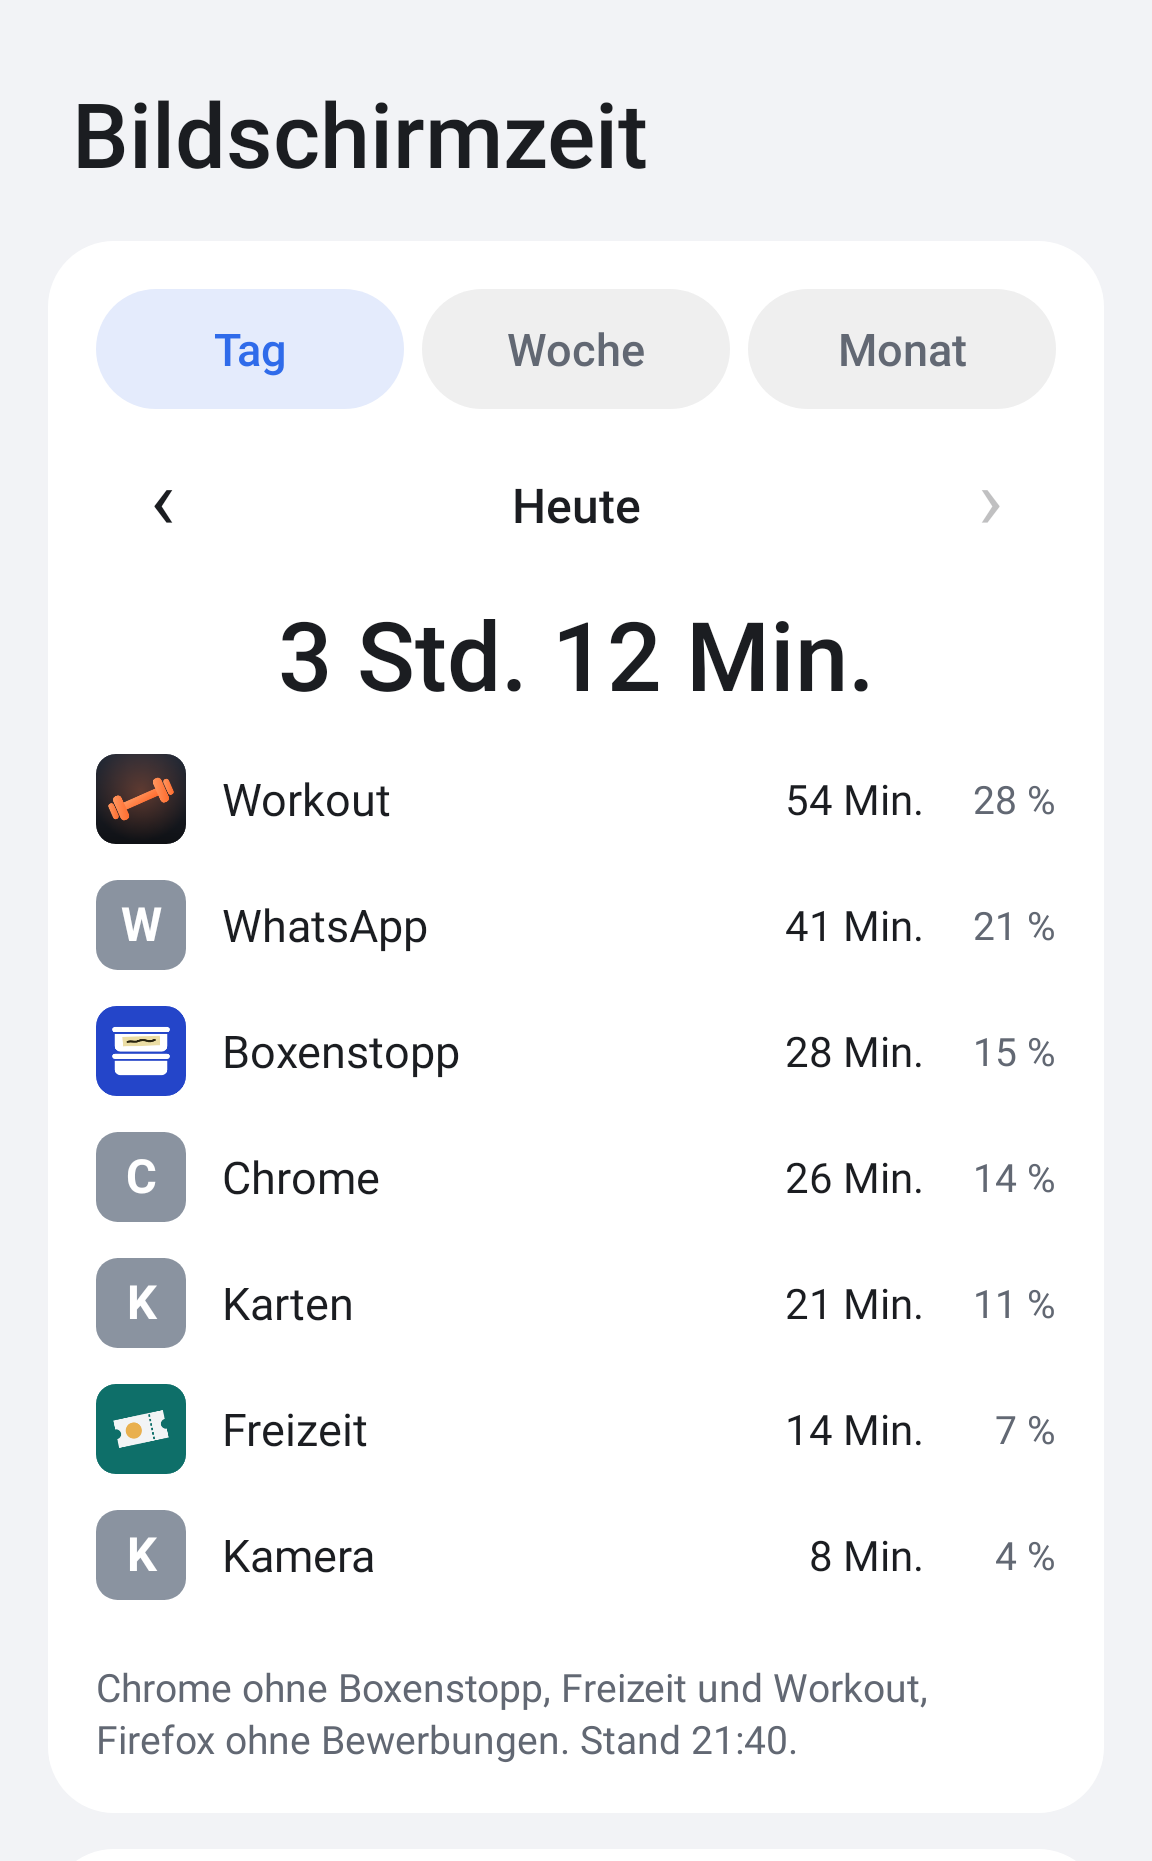 Bildschirmzeit
Tag Woche Monat
‹ Heute ›
3 Std. 12 Min.
Workout 54 Min. 28 %
W WhatsApp 41 Min. 21 %
Boxenstopp 28 Min. 15 %
C Chrome 26 Min. 14 %
K Karten 21 Min. 11 %
Freizeit 14 Min. 7 %
K Kamera 8 Min. 4 %
Chrome ohne Boxenstopp, Freizeit und Workout,
Firefox ohne Bewerbungen. Stand 21:40.